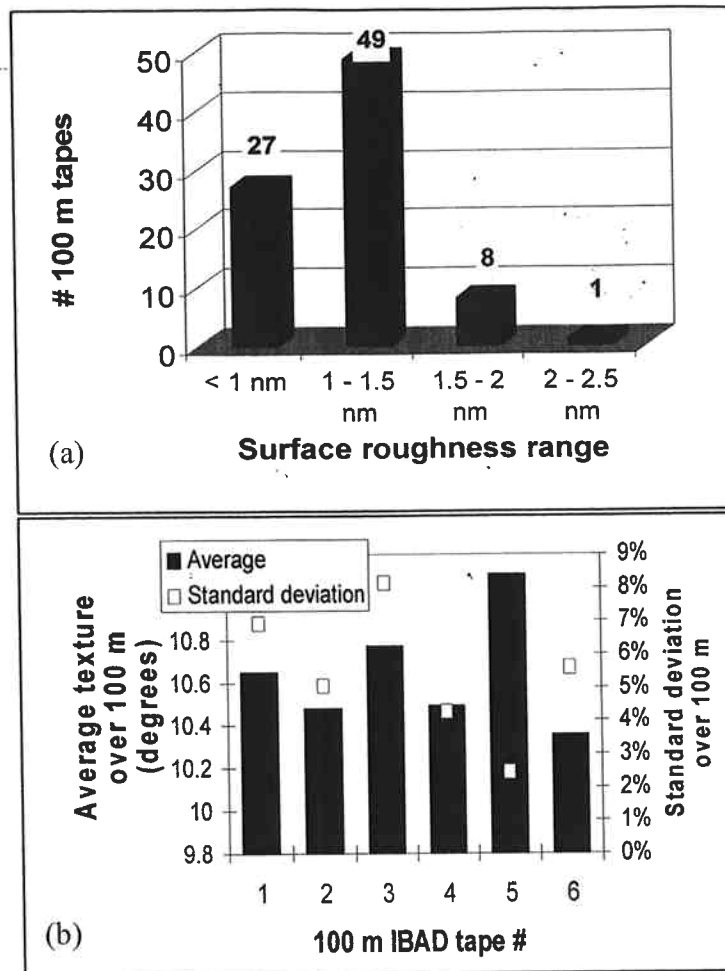 # 100 m tapes
50
40
30
20
10
0
27
49
8
1
< 1 nm
1 - 1.5
nm
1.5 - 2
nm
2 - 2.5
nm
(a)
Surface roughness range
Average
Standard deviation
Average texture
over 100 m
(degrees)
10.8
10.6
10.4
10.2
10
9.8
9%
8%
7%
6%
5%
4%
3%
2%
1%
0%
Standard deviation
over 100 m
1
2
3
4
5
6
(b)
100 m IBAD tape #